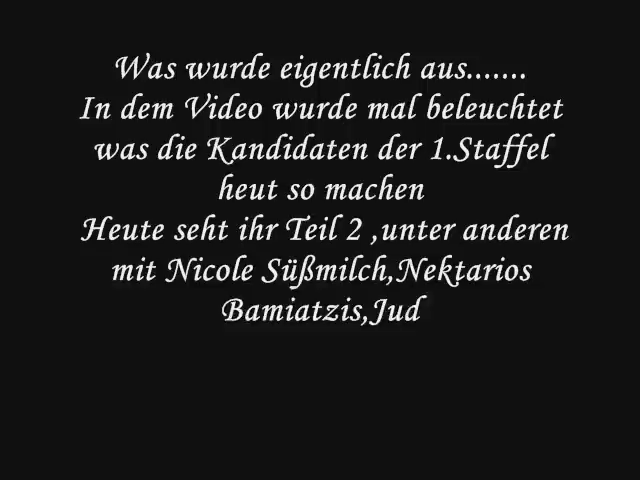 Was wurde eigentlich aus.......
In dem Video wurde mal beleuchtet
was die Kandidaten der 1.Staffel
heut so machen
Heute seht ihr Teil 2 ,unter anderen
mit Nicole Süßmilch,Nektarios
Bamiatzis,Jud